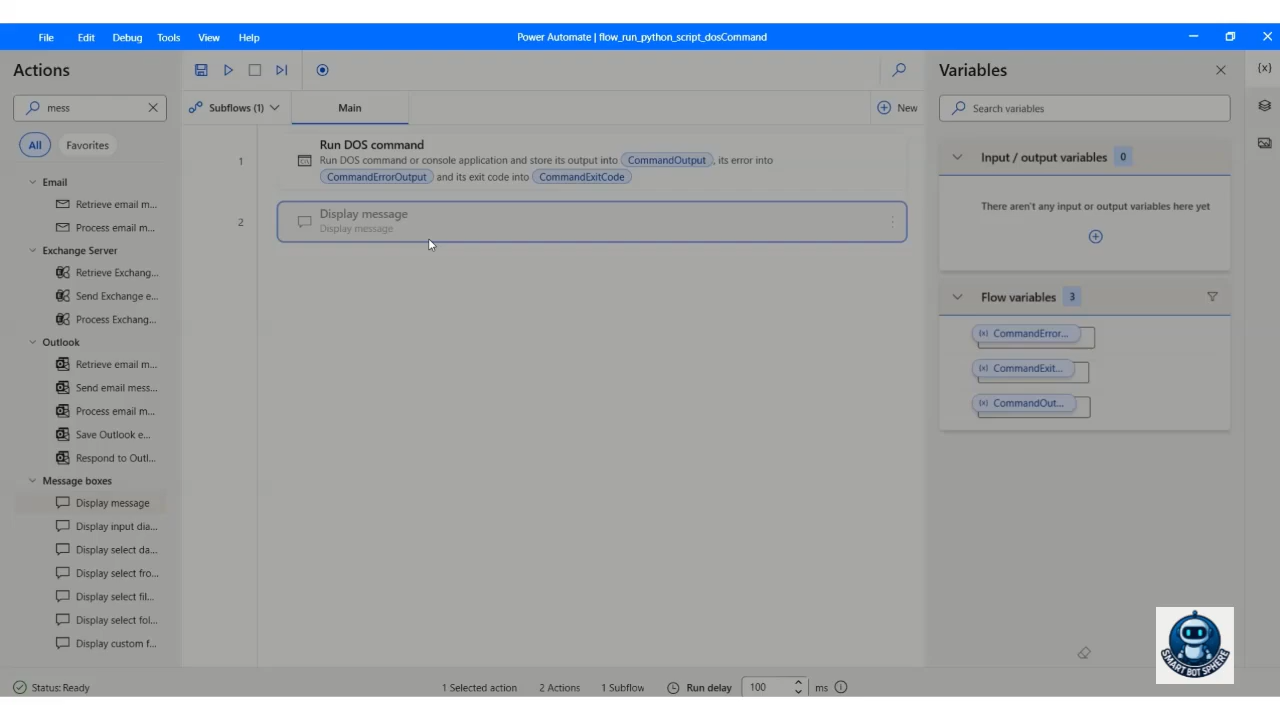 File Edit Debug Tools View Help
Power Automate | flow_run_python_script_dosCommand
Actions
mess
All Favorites
Email
Retrieve email m...
Process email m...
Exchange Server
Retrieve Exchang...
Send Exchange e...
Process Exchang...
Outlook
Retrieve email m...
Send email mess...
Process email m...
Save Outlook e...
Respond to Outl...
Message boxes
Display message
Display input dia...
Display select da...
Display select fro...
Display select fil...
Display select fol...
Display custom f...
Subflows (1) Main New
1
Run DOS command
Run DOS command or console application and store its output into CommandOutput , its error into
CommandErrorOutput and its exit code into CommandExitCode
2
Display message
Display message
Variables
{x}
Search variables
Input / output variables 0
There aren't any input or output variables here yet
Flow variables 3
(x) CommandError...
(x) CommandExit...
(x) CommandOut...
SMART BOT SPHERE
Status: Ready 1 Selected action 2 Actions 1 Subflow Run delay 100 ms